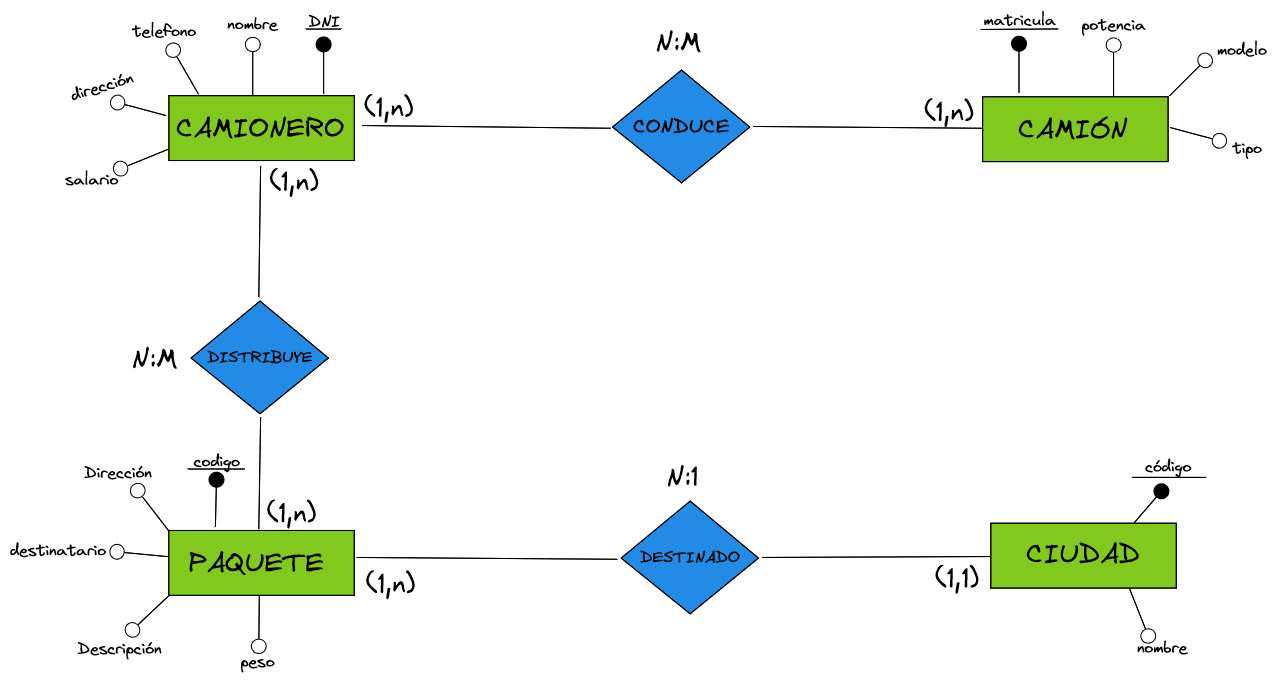 telefono
nombre
DNI
dirección
salario
CAMIONERO
(1,n)
(1,n)
N:M
CONDUCE
(1,n)
matricula
potencia
modelo
tipo
CAMIÓN
N:M
DISTRIBUYE
(1,n)
Dirección
codigo
destinatario
PAQUETE
Descripción
peso
(1,n)
N:1
DESTINADO
(1,1)
código
CIUDAD
nombre